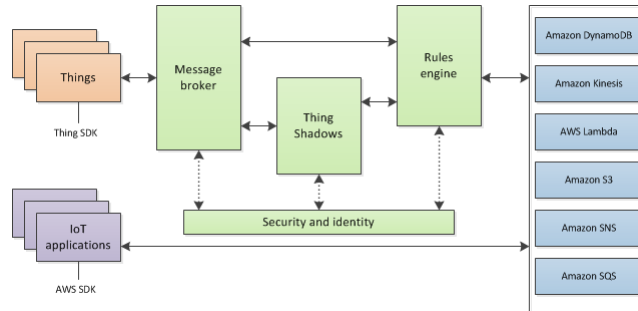 Things
Thing SDK
Message
broker
Thing
Shadows
Rules
engine
Security and identity
IoT
applications
AWS SDK
Amazon DynamoDB
Amazon Kinesis
AWS Lambda
Amazon S3
Amazon SNS
Amazon SQS